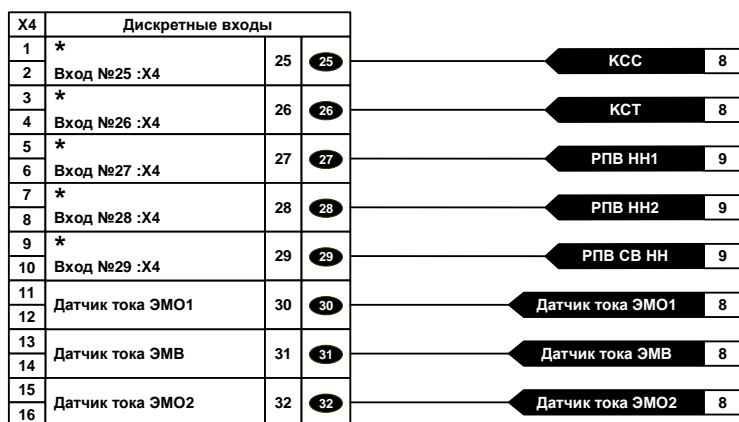 X4 Дискретные входы
1 *
2 Вход №25 :X4 25 25 КСС 8
3 *
4 Вход №26 :X4 26 26 КСТ 8
5 *
6 Вход №27 :X4 27 27 РПВ НН1 9
7 *
8 Вход №28 :X4 28 28 РПВ НН2 9
9 *
10 Вход №29 :X4 29 29 РПВ СВ НН 9
11
12 Датчик тока ЭМО1 30 30 Датчик тока ЭМО1 8
13
14 Датчик тока ЭМВ 31 31 Датчик тока ЭМВ 8
15
16 Датчик тока ЭМО2 32 32 Датчик тока ЭМО2 8